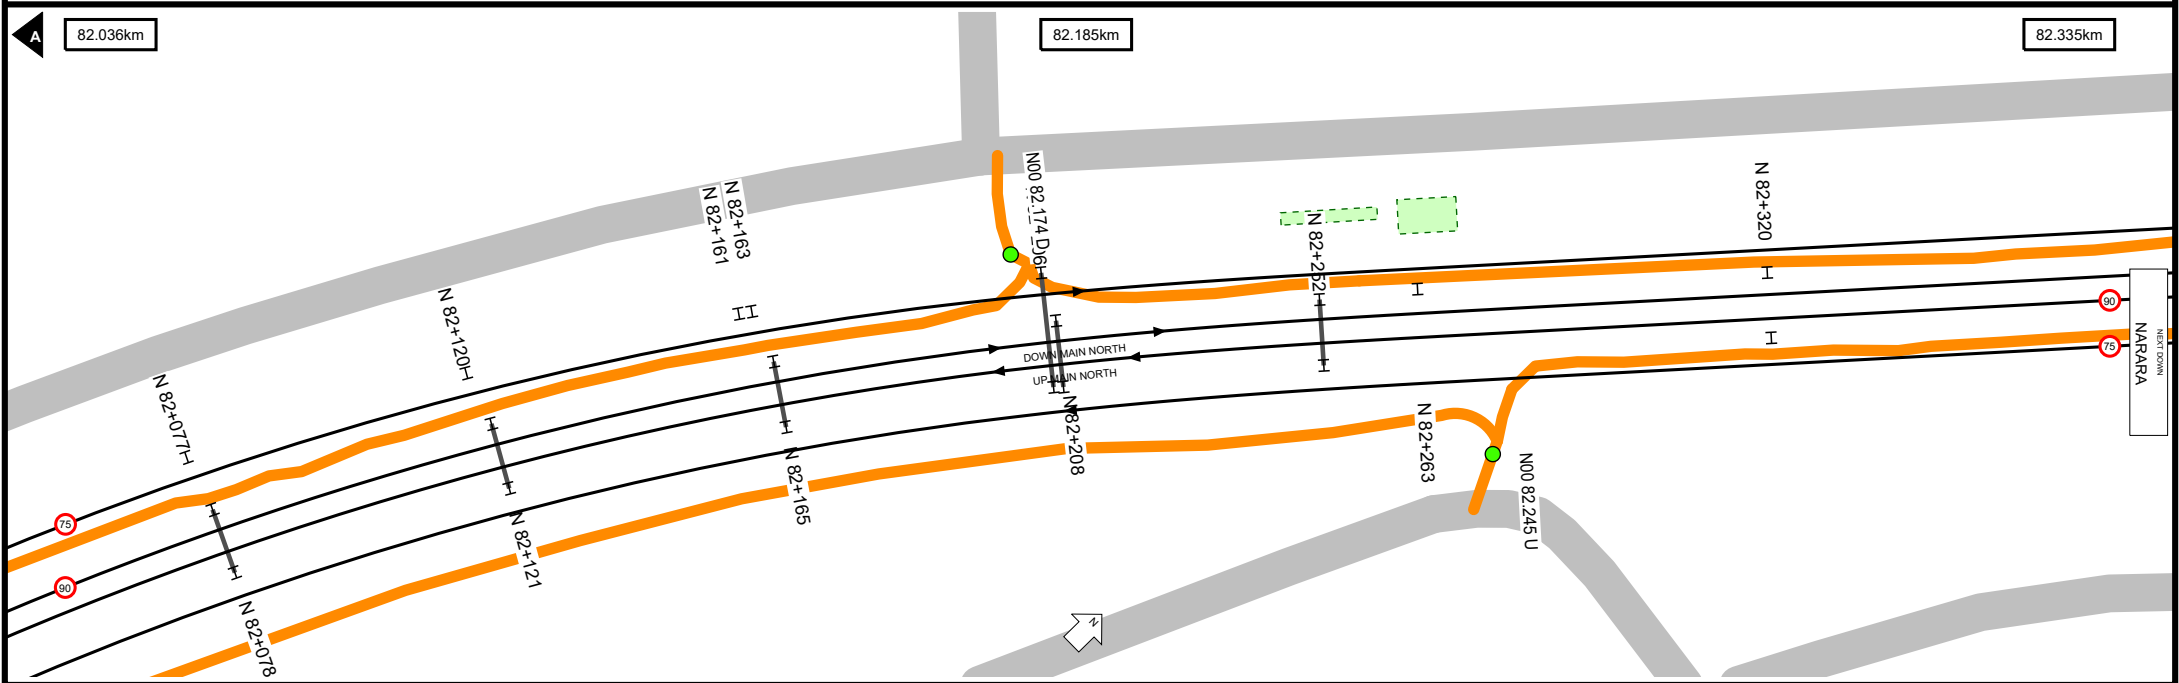 A
82.036km
82.185km
82.335km
N 82+163
N 82+161
N00 82.174 D
N 82+252
N 82+320
N 82+120
N 82+077
DOWN MAIN NORTH
UP MAIN NORTH
90
75
NEXT DOWN
NARARA
N 82+208
N 82+263
N00 82.245 U
N 82+165
N 82+121
75
90
N 82+078
N